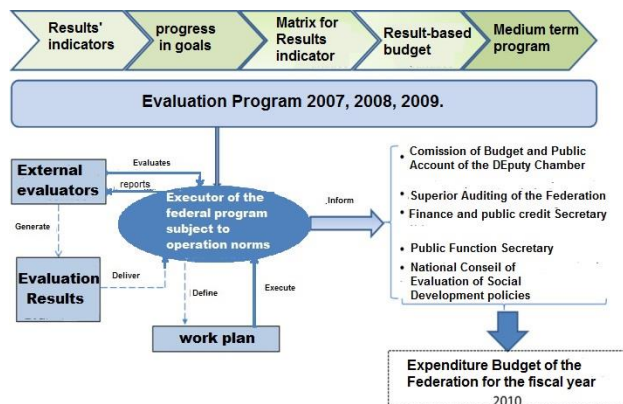 Results'
indicators
progress
in goals
Matrix for
Results
indicator
Result-based
budget
Medium term
program
Evaluation Program 2007, 2008, 2009.
External
evaluators
Evaluates
reports
Executor of the
federal program
subject to
operation norms
Inform
• Comission of Budget and Public
Account of the DEputy Chamber
• Superior Auditing of the Federation
• Finance and public credit Secretary
• Public Function Secretary
• National Conseil of
Evaluation of Social
Development policies
Generate
Evaluation
Results
Deliver
Define
Execute
work plan
Expenditure Budget of the
Federation for the fiscal year
2010